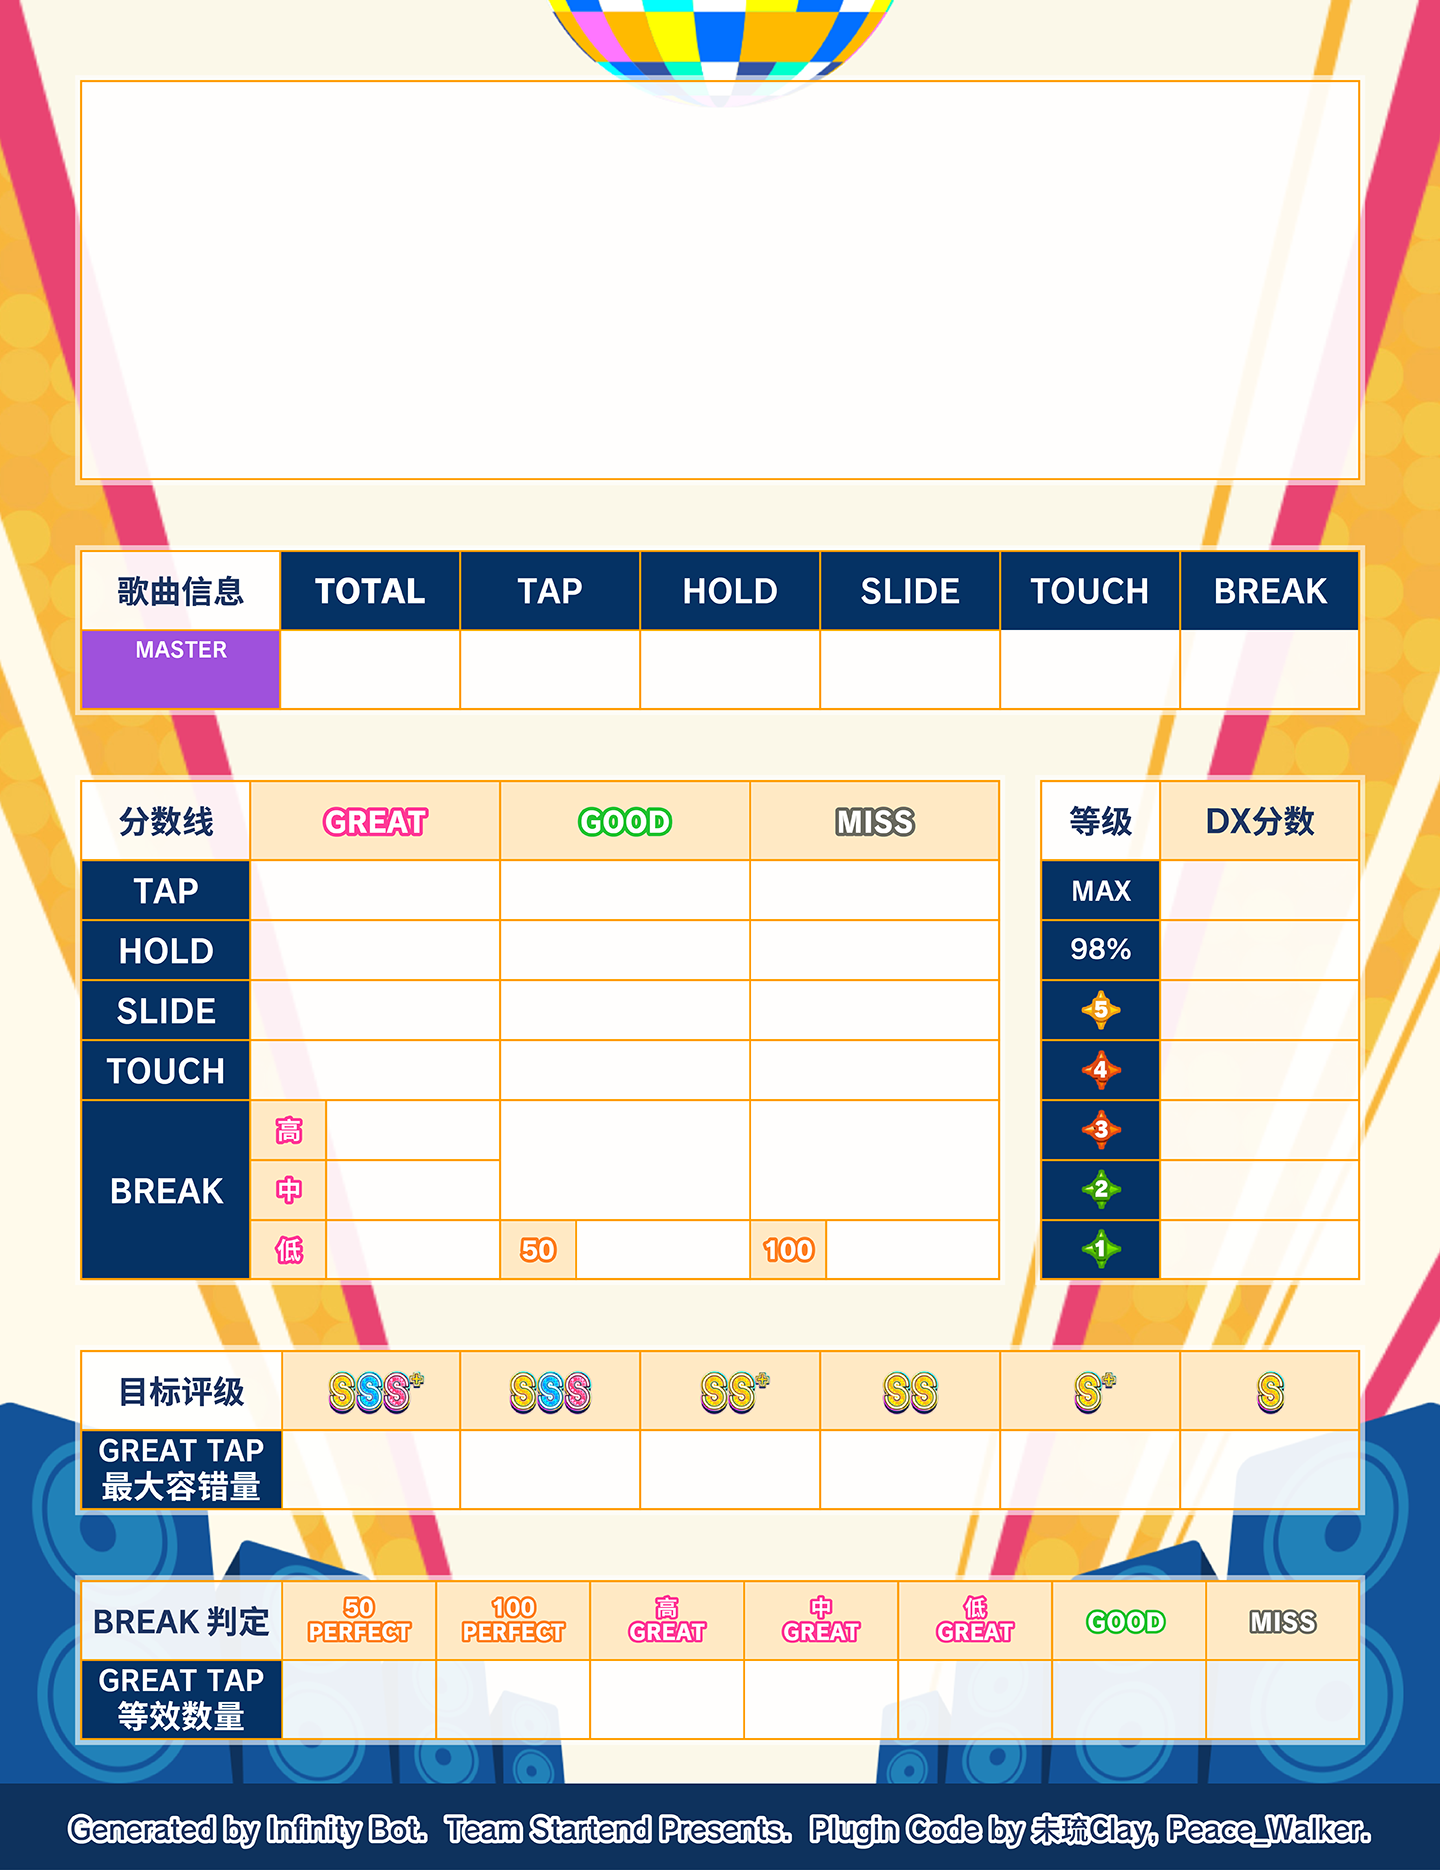 歌曲信息 TOTAL TAP HOLD SLIDE TOUCH BREAK
MASTER
分数线 GREAT GOOD MISS
TAP
HOLD
SLIDE
TOUCH
BREAK
高
中
低 50 100
等级 DX分数
MAX
98%
5
4
3
2
1
目标评级 SSS+ SSS SS+ SS S+ S
GREAT TAP
最大容错量
BREAK 判定
50
PERFECT
100
PERFECT
高
GREAT
中
GREAT
低
GREAT
GOOD
MISS
GREAT TAP
等效数量
Generated by Infinity Bot. Team Startend Presents. Plugin Code by 未琉Clay, Peace_Walker.